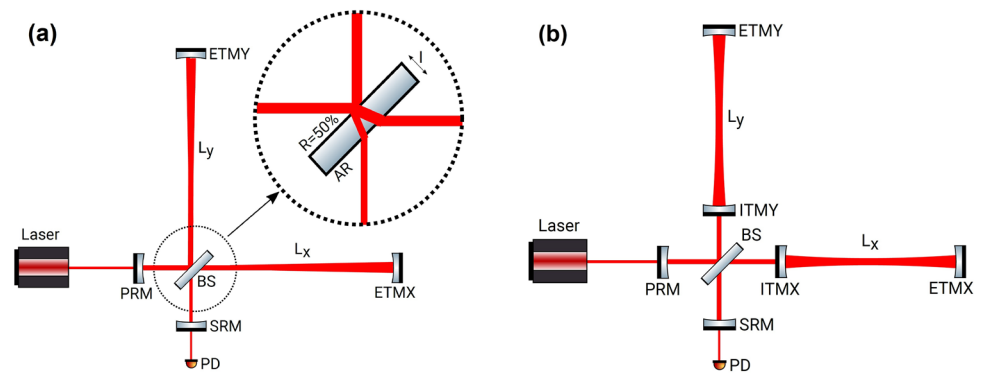 (a)
ETMY
Ly
l
R=50%
AR
Laser
PRM
BS
Lx
ETMX
SRM
PD
(b)
ETMY
Ly
ITMY
Laser
PRM
BS
ITMX
Lx
ETMX
SRM
PD